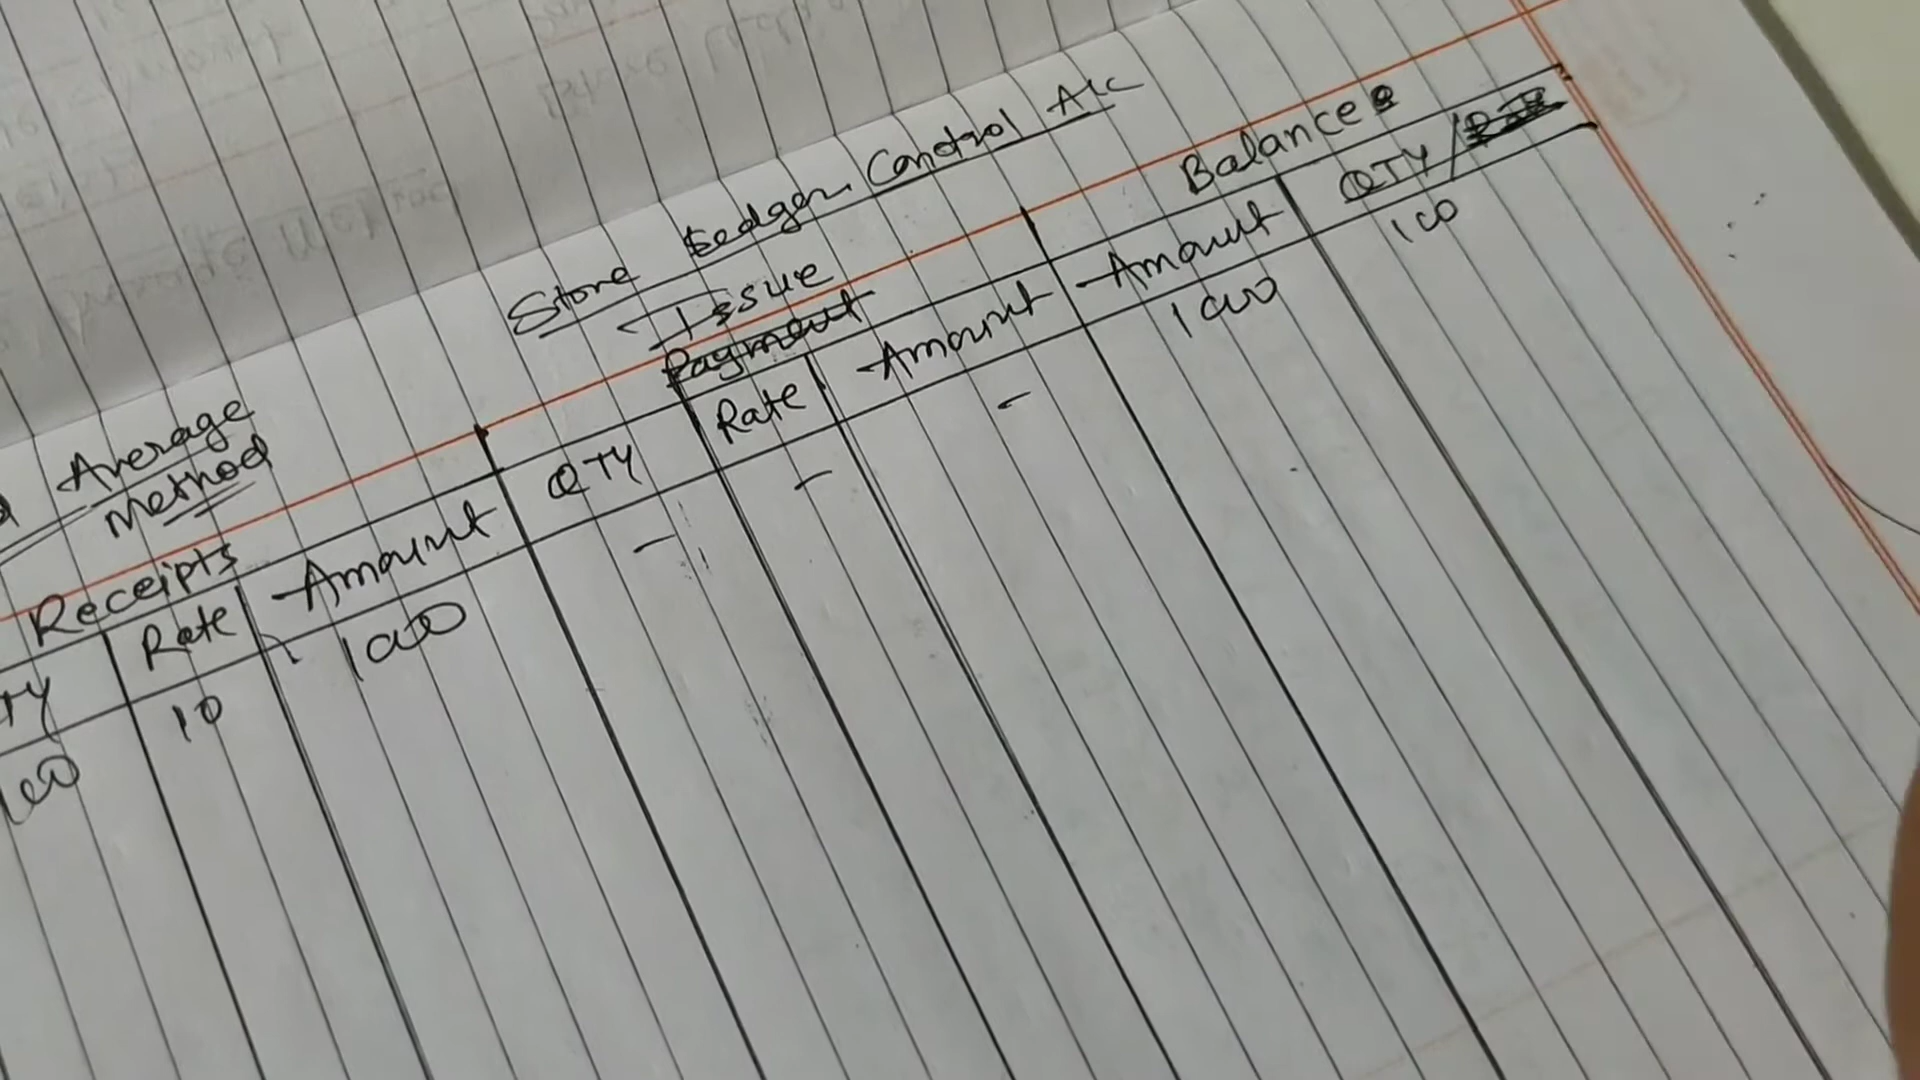 Store Ledger Control A/c
Average
Method
Receipts
Issue
Payment
Balance
Rate
Amount
QTY
Rate
Amount
Amount
QTY/
100
10
1000
-
-
-
1000
100